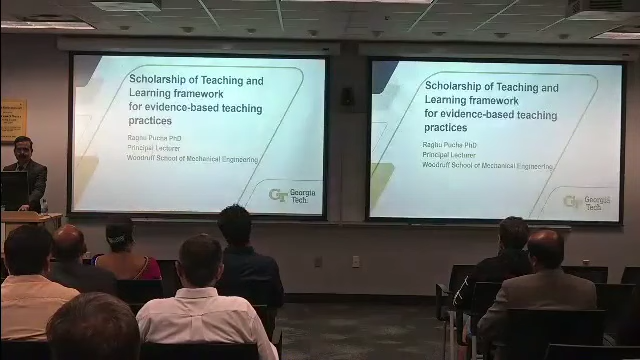 Scholarship of Teaching and
Learning framework
for evidence-based teaching
practices
Raghu Pucha PhD
Principal Lecturer
Woodruff School of Mechanical Engineering
GT Georgia
Tech.
Scholarship of Teaching and
Learning framework
for evidence-based teaching
practices
Raghu Pucha PhD
Principal Lecturer
Woodruff School of Mechanical Engineering
GT Georgia
Tech.